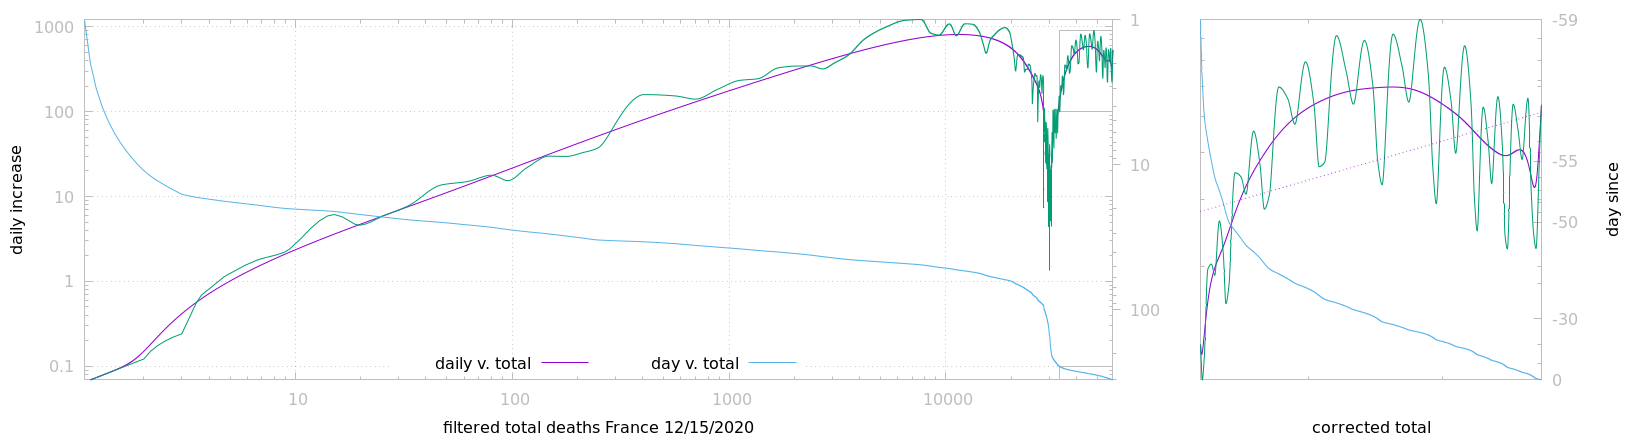 1000
100
10
1
0.1
daily increase
daily v. total
day v. total
10
100
1000
10000
filtered total deaths France 12/15/2020
1
10
100
-59
-55
-50
-30
0
day since
corrected total